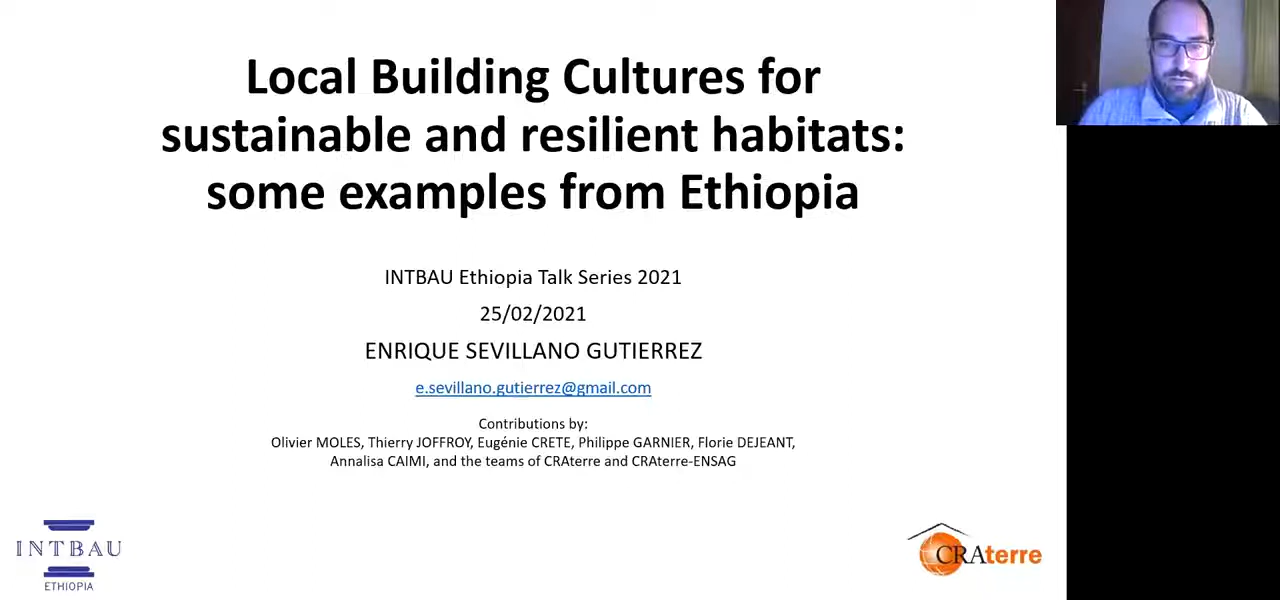 Local Building Cultures for
sustainable and resilient habitats:
some examples from Ethiopia
INTBAU Ethiopia Talk Series 2021
25/02/2021
ENRIQUE SEVILLANO GUTIERREZ
e.sevillano.gutierrez@gmail.com
Contributions by:
Olivier MOLES, Thierry JOFFROY, Eugénie CRETE, Philippe GARNIER, Florie DEJEANT,
Annalisa CAIMI, and the teams of CRAterre and CRAterre-ENSAG
INTBAU
ETHIOPIA
CRAterre